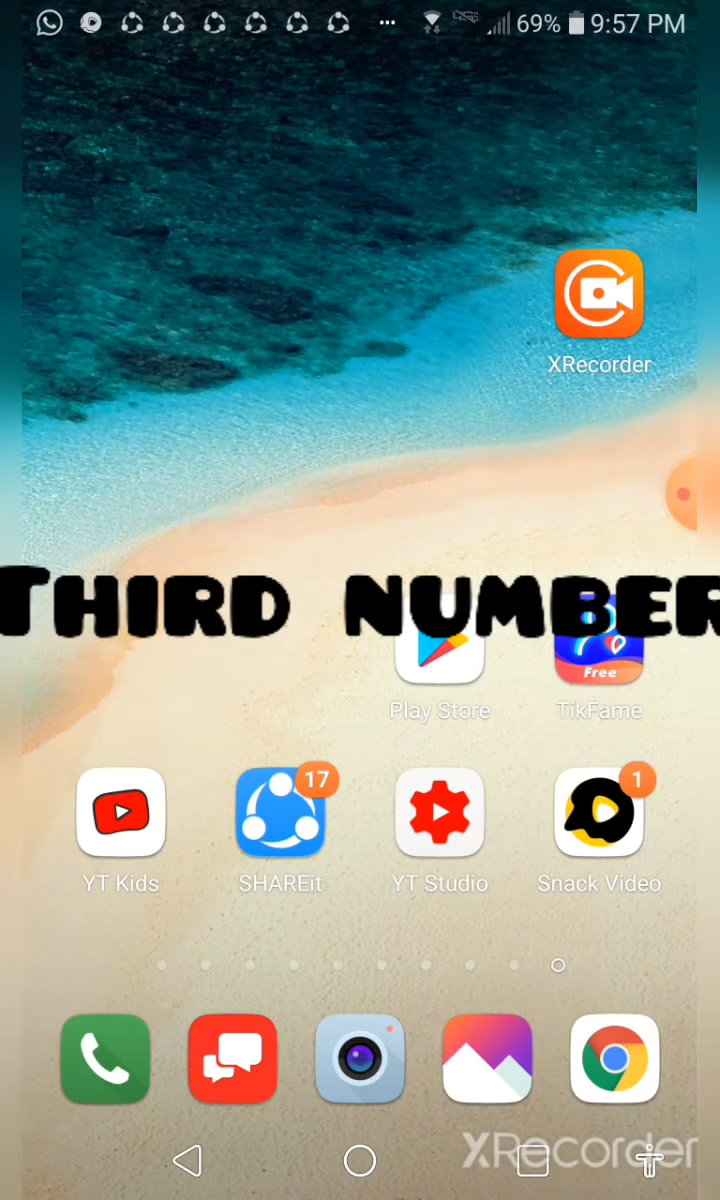 69% 9:57 PM
XRecorder
THIRD NUMBER
Free
Play Store TikFame
17 1
YT Kids SHAREit YT Studio Snack Video
XRecorder